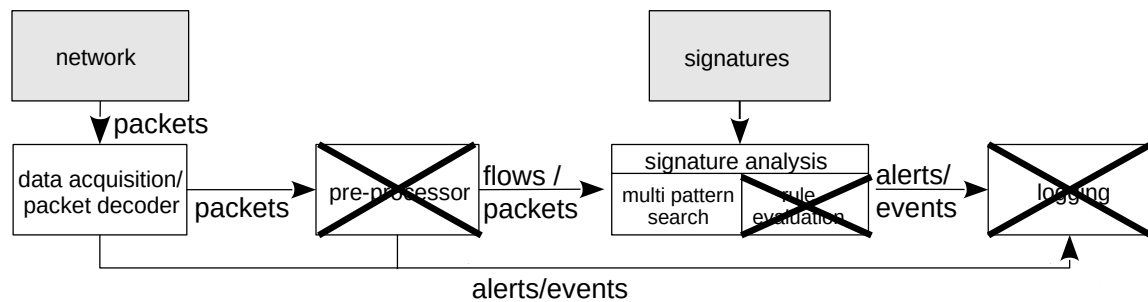 network
signatures
packets
data acquisition/
packet decoder
packets
pre-processor
flows /
packets
signature analysis
multi pattern
search
rule
evaluation
alerts/
events
logging
alerts/events